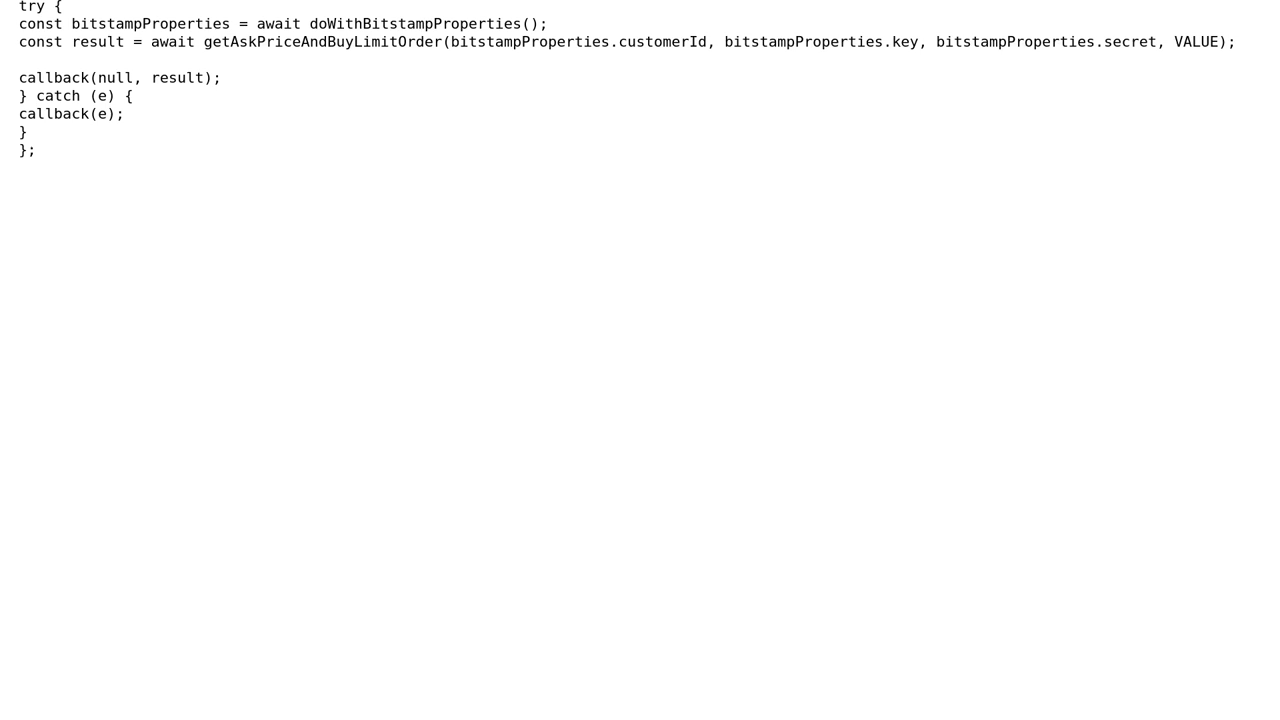 try {
const bitstampProperties = await doWithBitstampProperties();
const result = await getAskPriceAndBuyLimitOrder(bitstampProperties.customerId, bitstampProperties.key, bitstampProperties.secret, VALUE);

callback(null, result);
} catch (e) {
callback(e);
}
};